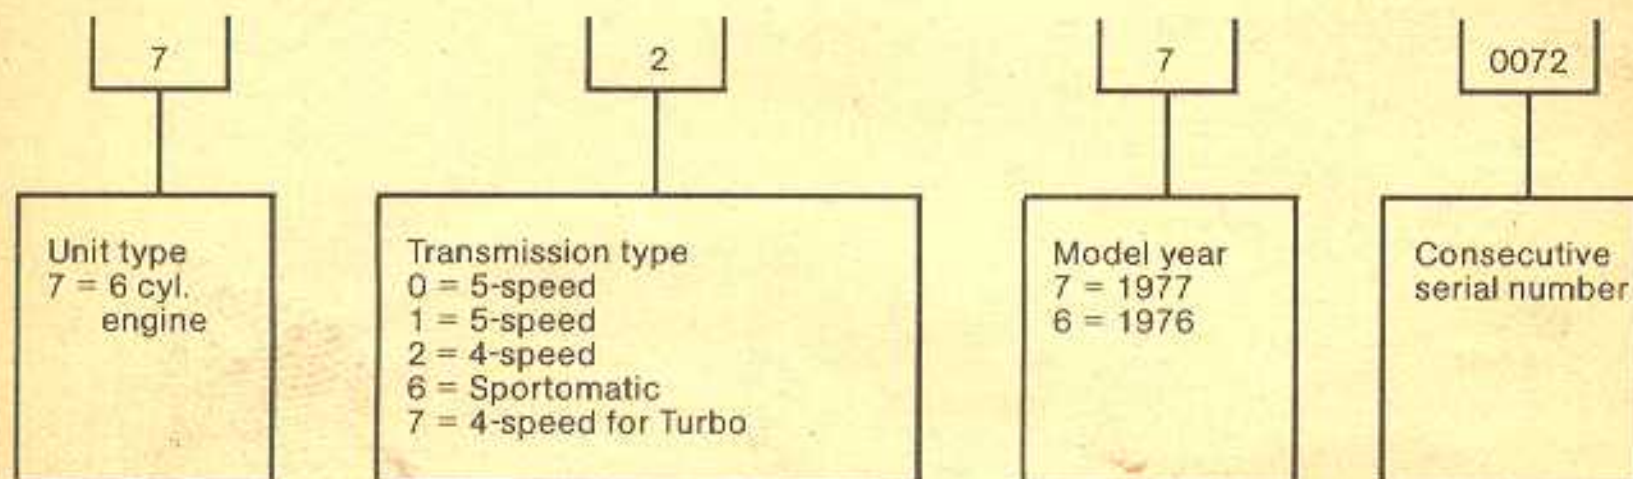 7 2 7 0072
Unit type
7 = 6 cyl.
engine
Transmission type
0 = 5-speed
1 = 5-speed
2 = 4-speed
6 = Sportomatic
7 = 4-speed for Turbo
Model year
7 = 1977
6 = 1976
Consecutive
serial number